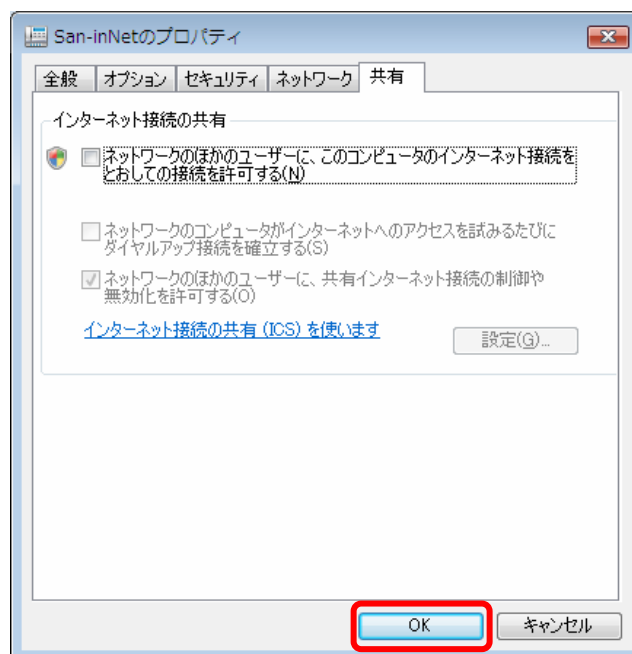 San-inNetのプロパティ
全般 オプション セキュリティ ネットワーク 共有
インターネット接続の共有
ネットワークのほかのユーザーに、このコンピュータのインターネット接続を
とおしての接続を許可する(N)
ネットワークのコンピュータがインターネットへのアクセスを試みるたびに
ダイヤルアップ接続を確立する(S)
ネットワークのほかのユーザーに、共有インターネット接続の制御や
無効化を許可する(O)
インターネット接続の共有 (ICS) を使います
設定(G)...
OK キャンセル